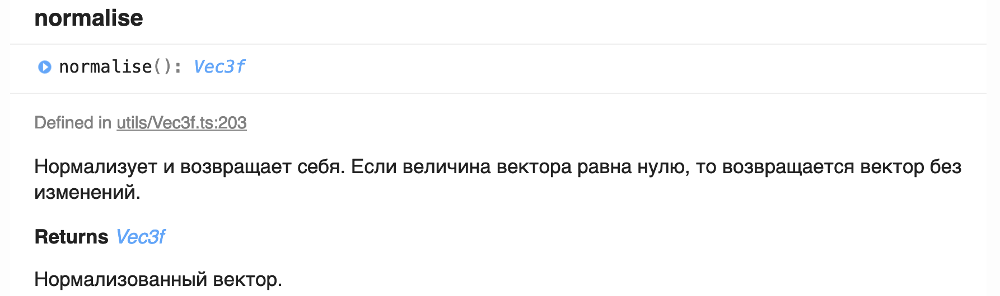 normalise
normalise(): Vec3f
Defined in utils/Vec3f.ts:203
Нормализует и возвращает себя. Если величина вектора равна нулю, то возвращается вектор без
изменений.
Returns Vec3f
Нормализованный вектор.